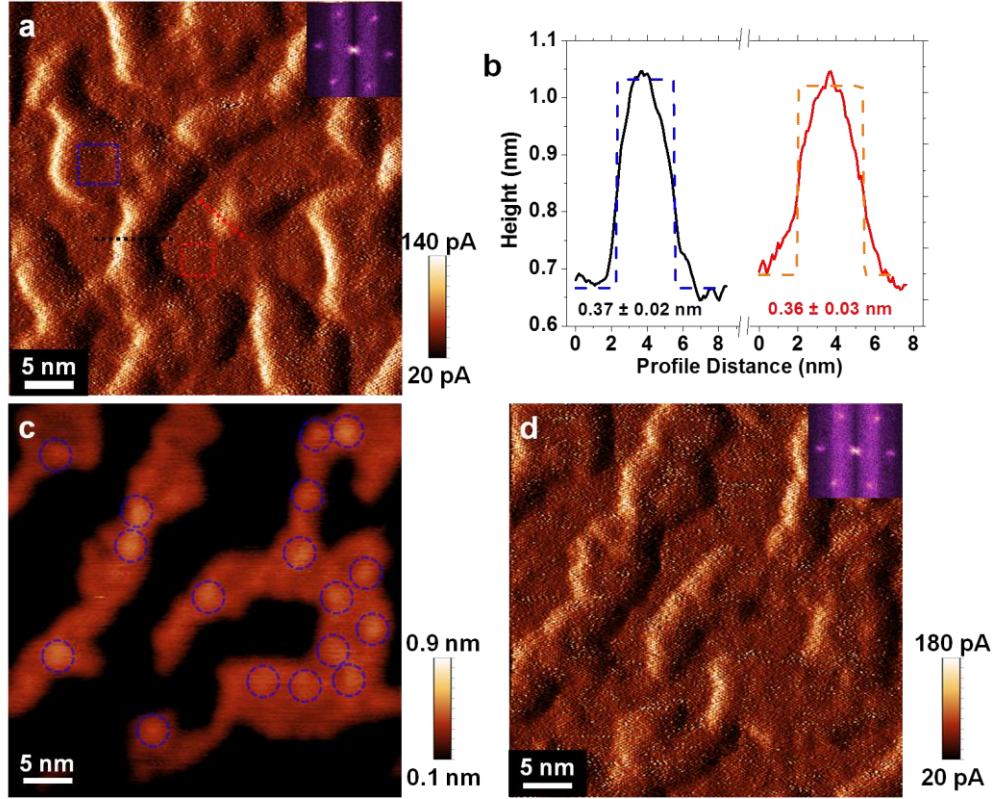 a
140 pA
20 pA
5 nm
b
Height (nm)
1.1
1.0
0.9
0.8
0.7
0.6
0.37 ± 0.02 nm
0.36 ± 0.03 nm
0 2 4 6 8 0 2 4 6 8
Profile Distance (nm)
c
0.9 nm
0.1 nm
5 nm
d
180 pA
20 pA
5 nm